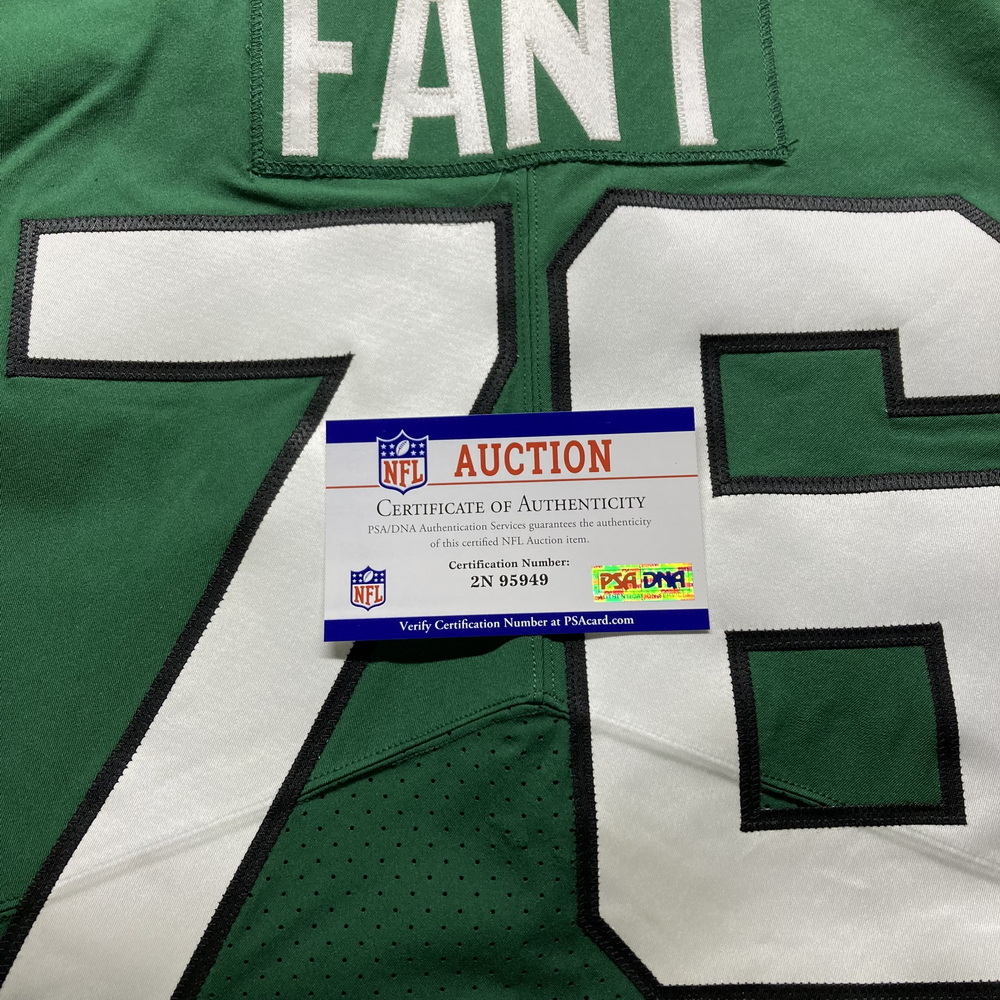 FANT
76
NFL AUCTION
CERTIFICATE OF AUTHENTICITY
PSA/DNA Authentication Services guarantees the authenticity
of this certified NFL Auction item.
Certification Number:
2N 95949
NFL
PSA DNA
Verify Certification Number at PSAcard.com